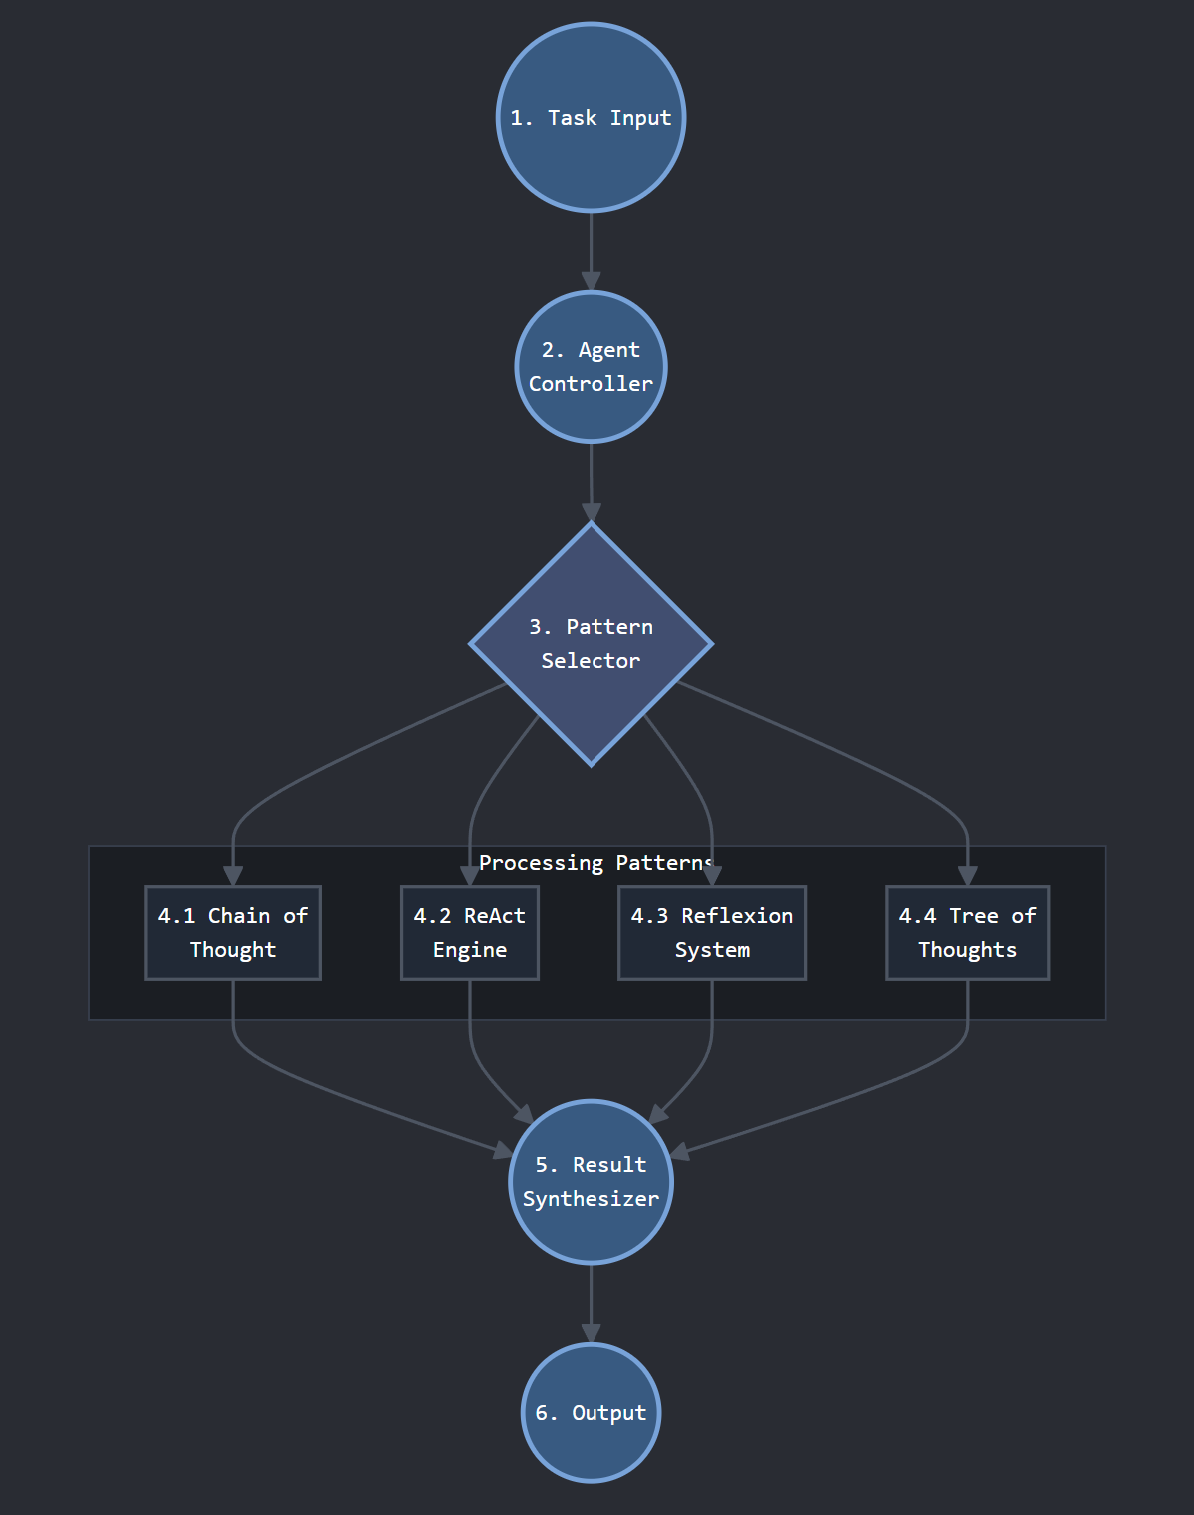 1. Task Input
2. Agent
Controller
3. Pattern
Selector
Processing Patterns
4.1 Chain of
Thought
4.2 ReAct
Engine
4.3 Reflexion
System
4.4 Tree of
Thoughts
5. Result
Synthesizer
6. Output